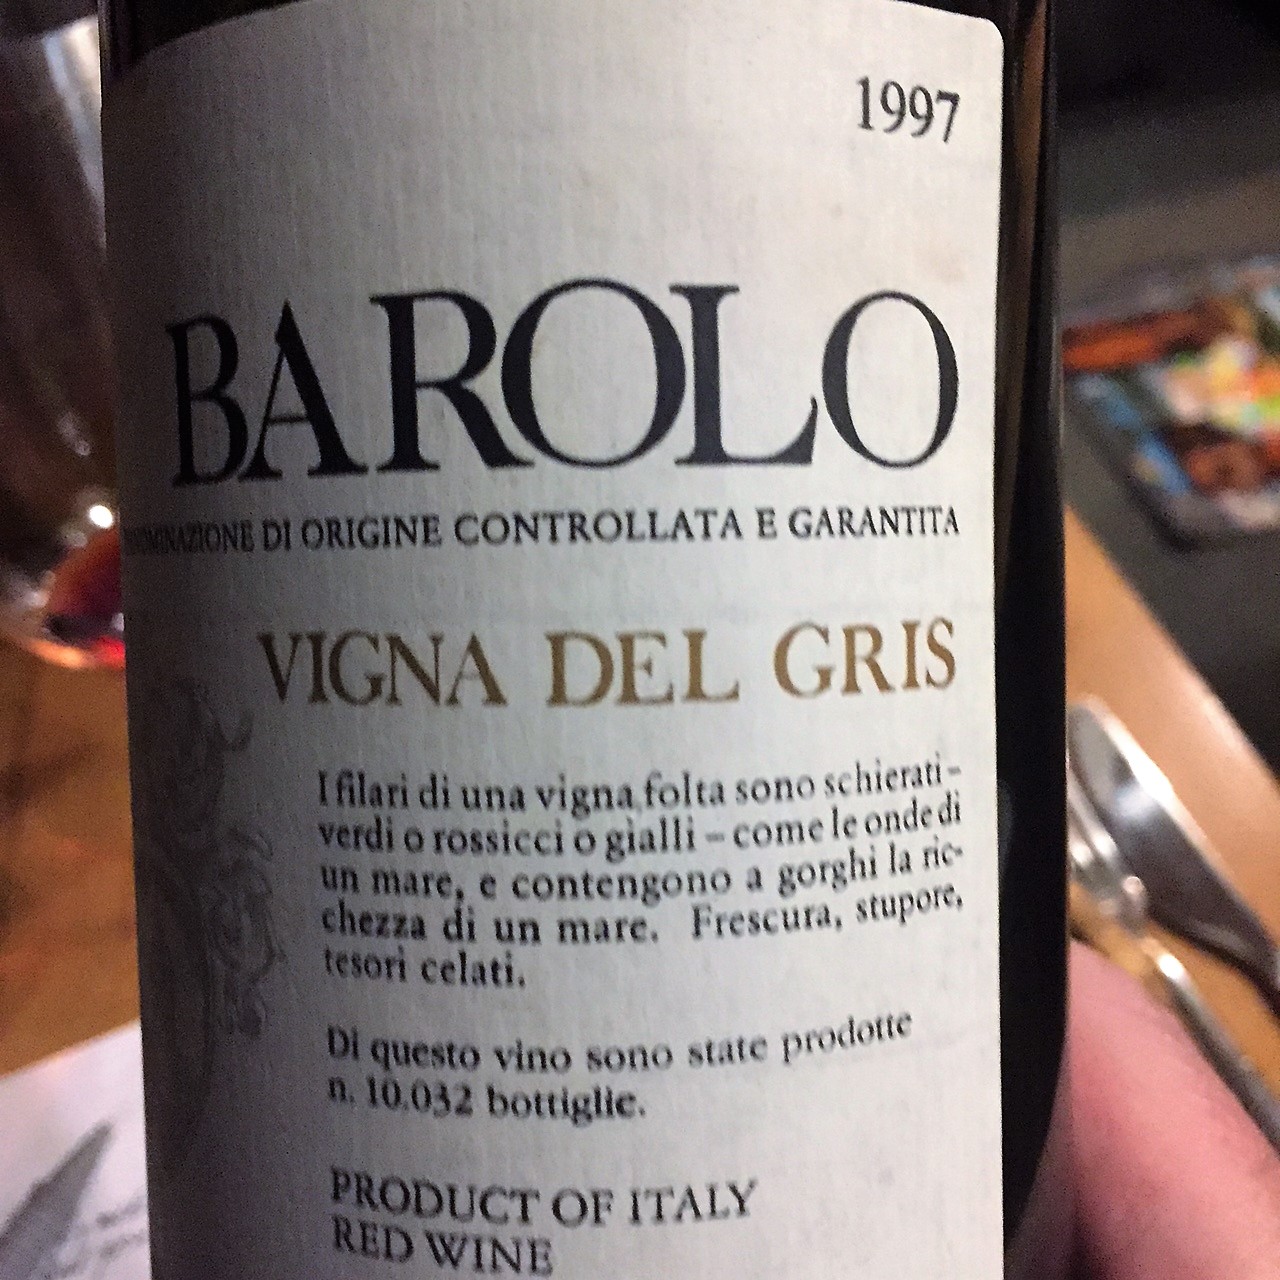 1997
BAROLO
DENOMINAZIONE DI ORIGINE CONTROLLATA E GARANTITA
VIGNA DEL GRIS
I filari di una vigna folta sono schierati–
verdi o rossicci o gialli – come le onde di
un mare, e contengono a gorghi la ric-
chezza di un mare. Frescura, stupore,
tesori celati.
Di questo vino sono state prodotte
n. 10.032 bottiglie.
PRODUCT OF ITALY
RED WINE